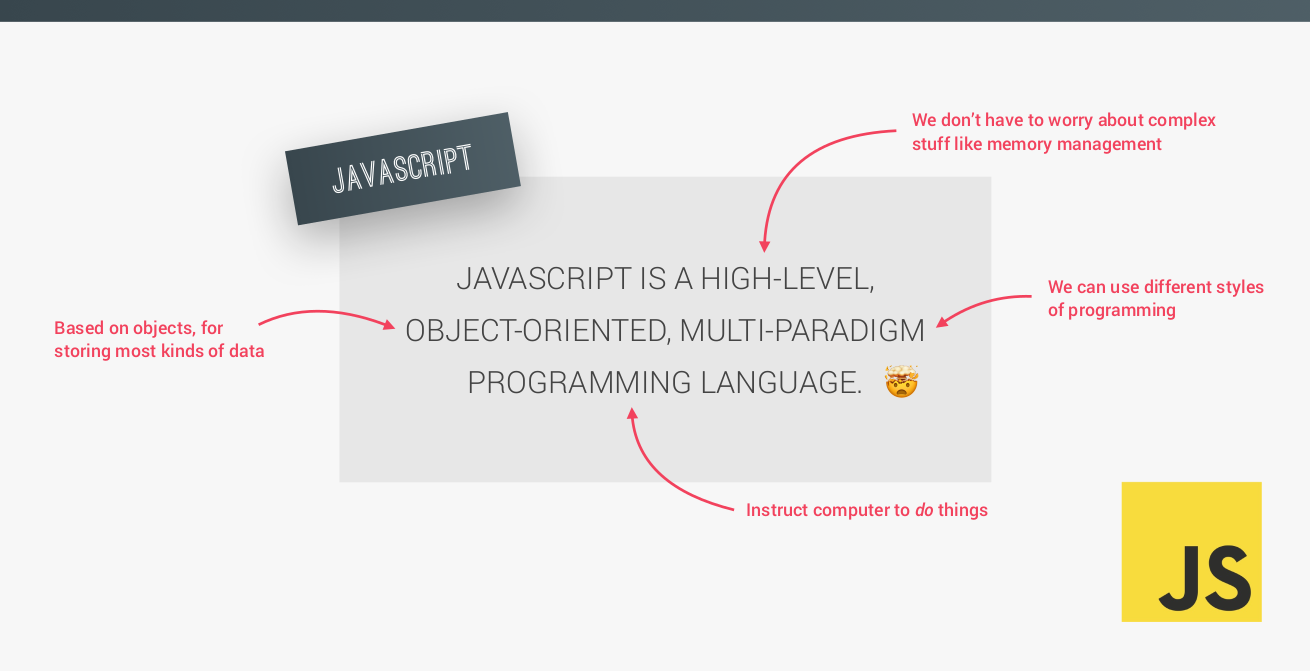 JAVASCRIPT
We don’t have to worry about complex
stuff like memory management
JAVASCRIPT IS A HIGH-LEVEL,
OBJECT-ORIENTED, MULTI-PARADIGM
PROGRAMMING LANGUAGE. 🤯
We can use different styles
of programming
Based on objects, for
storing most kinds of data
Instruct computer to do things
JS